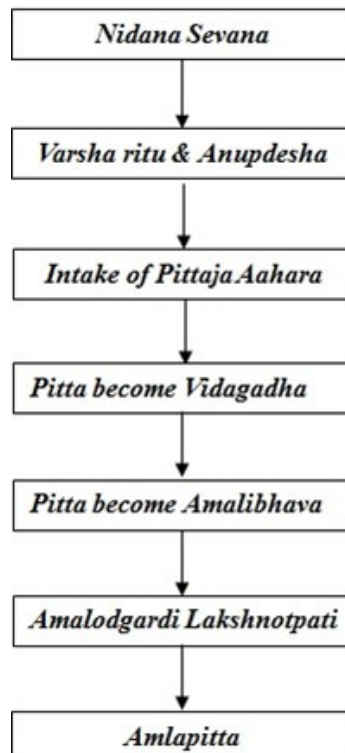 Nidana Sevana
Varsha ritu & Anupdesha
Intake of Pittaja Aahara
Pitta become Vidagadha
Pitta become Amalibhava
Amalodgardi Lakshnotpati
Amlapitta